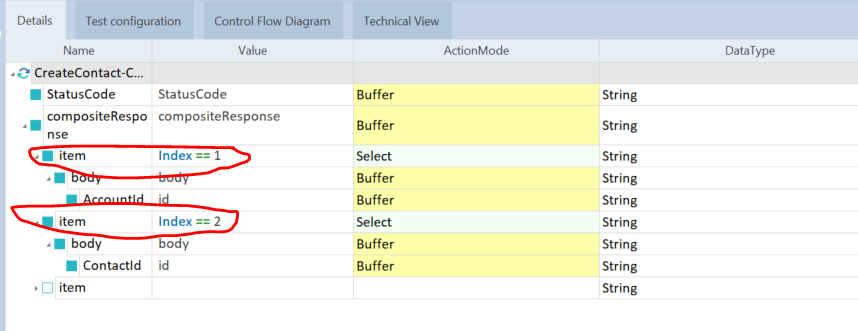 Details Test configuration Control Flow Diagram Technical View
Name Value ActionMode DataType
CreateContact-C...
StatusCode StatusCode Buffer String
compositeRespo
nse compositeResponse Buffer String
item Index == 1 Select String
body body Buffer String
AccountId id Buffer String
item Index == 2 Select String
body body Buffer String
ContactId id Buffer String
item String